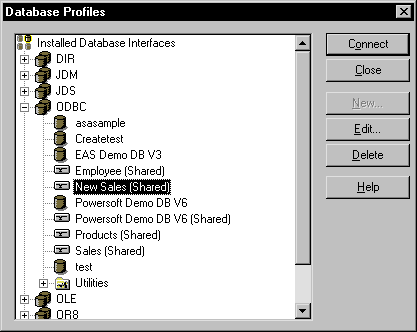 Database Profiles
Installed Database Interfaces
DIR
JDM
JDS
ODBC
asasample
Createtest
EAS Demo DB V3
Employee (Shared)
New Sales (Shared)
Powersoft Demo DB V6
Powersoft Demo DB V6 (Shared)
Products (Shared)
Sales (Shared)
test
Utilities
OLE
OR8
Connect
Close
New...
Edit...
Delete
Help